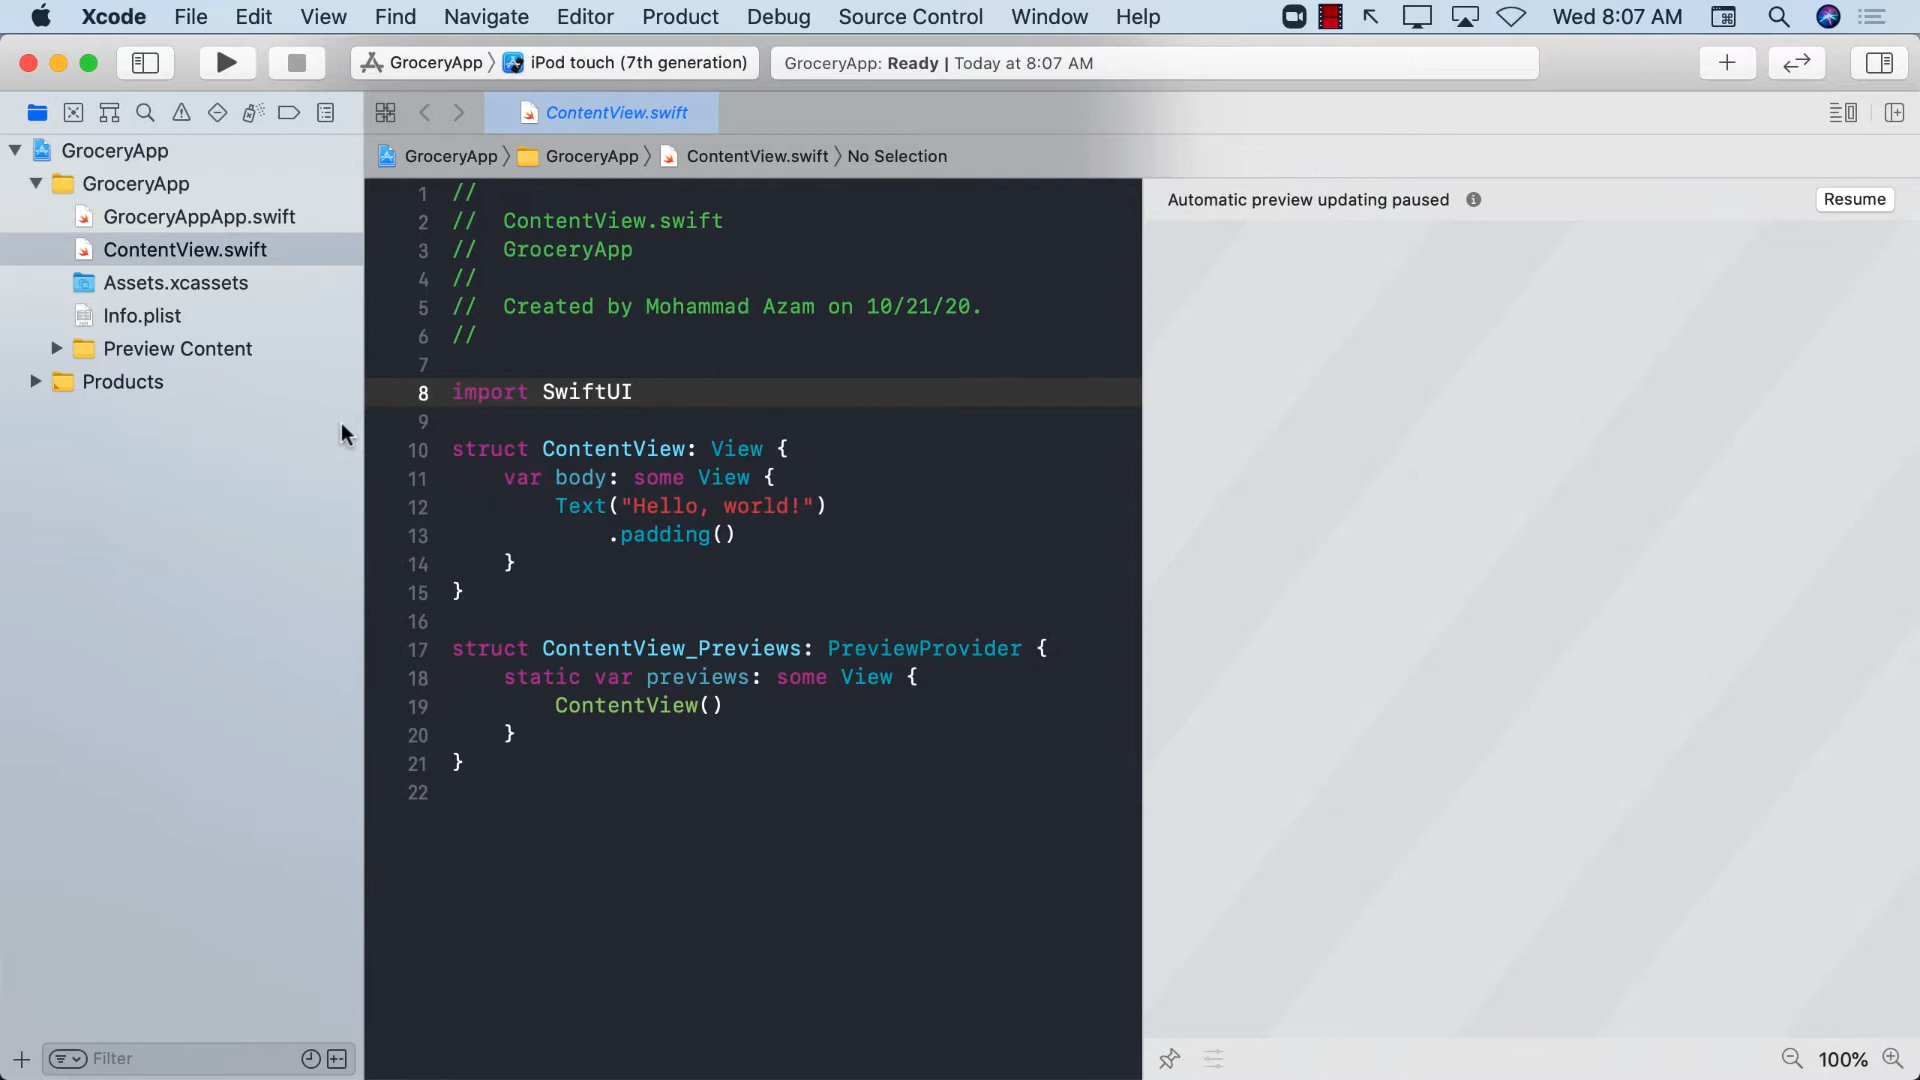 Xcode File Edit View Find Navigate Editor Product Debug Source Control Window Help Wed 8:07 AM
GroceryApp iPod touch (7th generation) GroceryApp: Ready | Today at 8:07 AM
ContentView.swift
GroceryApp
GroceryApp GroceryApp ContentView.swift No Selection
GroceryApp
GroceryAppApp.swift
ContentView.swift
Assets.xcassets
Info.plist
Preview Content
Products
Automatic preview updating paused Resume
1 //
2 // ContentView.swift
3 // GroceryApp
4 //
5 // Created by Mohammad Azam on 10/21/20.
6 //
7
8 import SwiftUI
9
10 struct ContentView: View {
11 var body: some View {
12 Text("Hello, world!")
13 .padding()
14 }
15 }
16
17 struct ContentView_Previews: PreviewProvider {
18 static var previews: some View {
19 ContentView()
20 }
21 }
22
Filter
100%